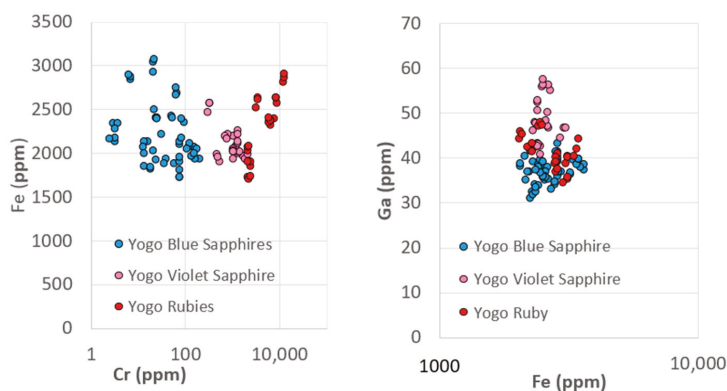 3500
3000
2500
2000
1500
1000
500
0
Fe (ppm)
Yogo Blue Sapphires
Yogo Violet Sapphire
Yogo Rubies
1
100
10,000
Cr (ppm)
70
60
50
40
30
20
10
0
Ga (ppm)
Yogo Blue Sapphire
Yogo Violet Sapphire
Yogo Ruby
1000
10,000
Fe (ppm)